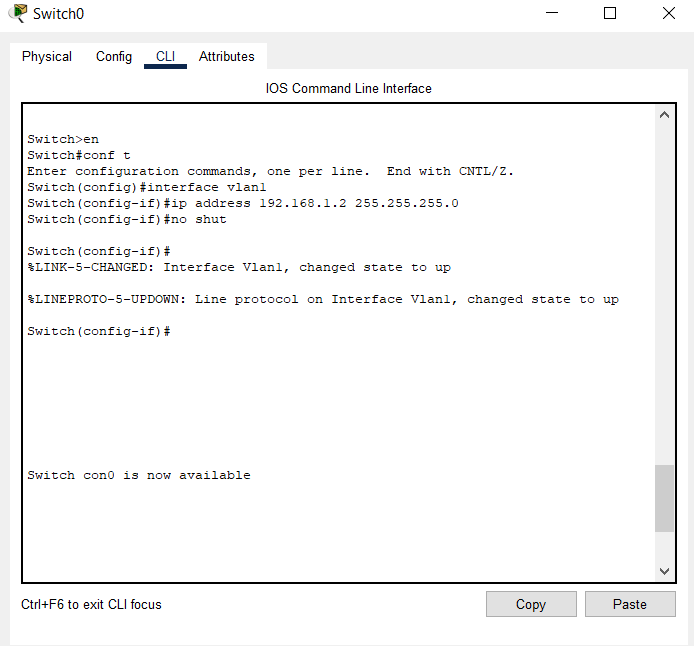 Switch0
Physical Config CLI Attributes
IOS Command Line Interface
Switch>en
Switch#conf t
Enter configuration commands, one per line.  End with CNTL/Z.
Switch(config)#interface vlan1
Switch(config-if)#ip address 192.168.1.2 255.255.255.0
Switch(config-if)#no shut
Switch(config-if)#
%LINK-5-CHANGED: Interface Vlan1, changed state to up
%LINEPROTO-5-UPDOWN: Line protocol on Interface Vlan1, changed state to up
Switch(config-if)#
Switch con0 is now available
Ctrl+F6 to exit CLI focus
Copy Paste